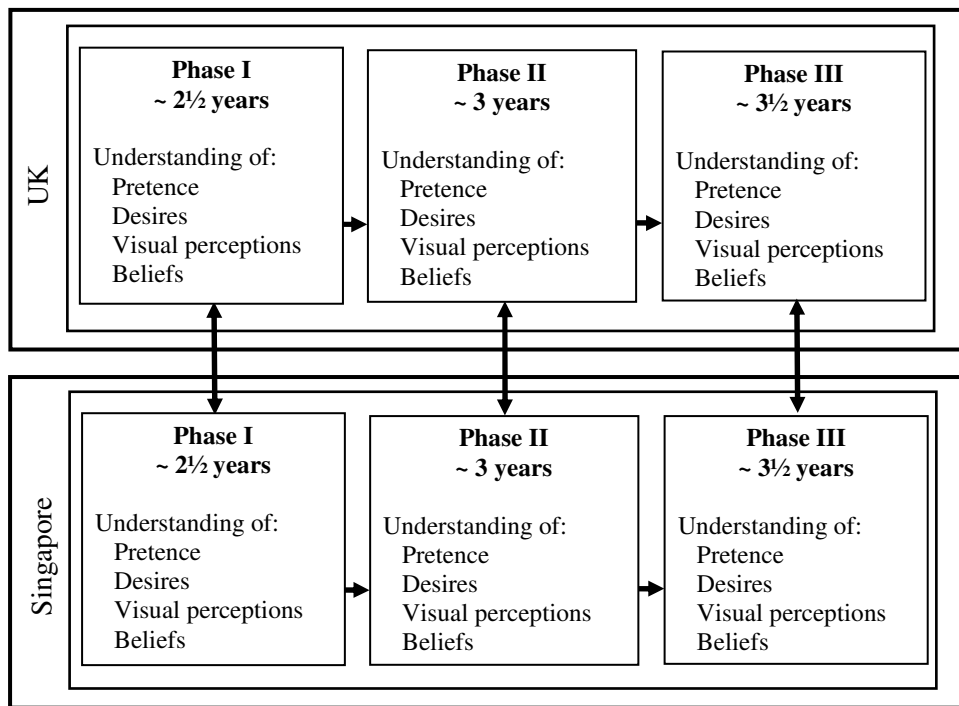 UK
Phase I
~ 2½ years
Understanding of:
Pretence
Desires
Visual perceptions
Beliefs
Phase II
~ 3 years
Understanding of:
Pretence
Desires
Visual perceptions
Beliefs
Phase III
~ 3½ years
Understanding of:
Pretence
Desires
Visual perceptions
Beliefs
Singapore
Phase I
~ 2½ years
Understanding of:
Pretence
Desires
Visual perceptions
Beliefs
Phase II
~ 3 years
Understanding of:
Pretence
Desires
Visual perceptions
Beliefs
Phase III
~ 3½ years
Understanding of:
Pretence
Desires
Visual perceptions
Beliefs